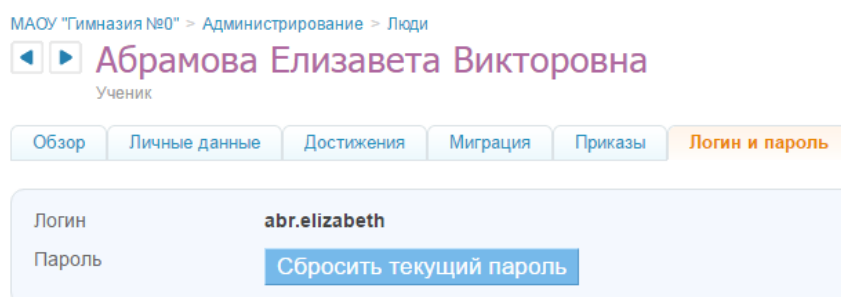 МАОУ "Гимназия №0" > Администрирование > Люди
Абрамова Елизавета Викторовна
Ученик
Обзор Личные данные Достижения Миграция Приказы Логин и пароль
Логин abr.elizabeth
Пароль Сбросить текущий пароль